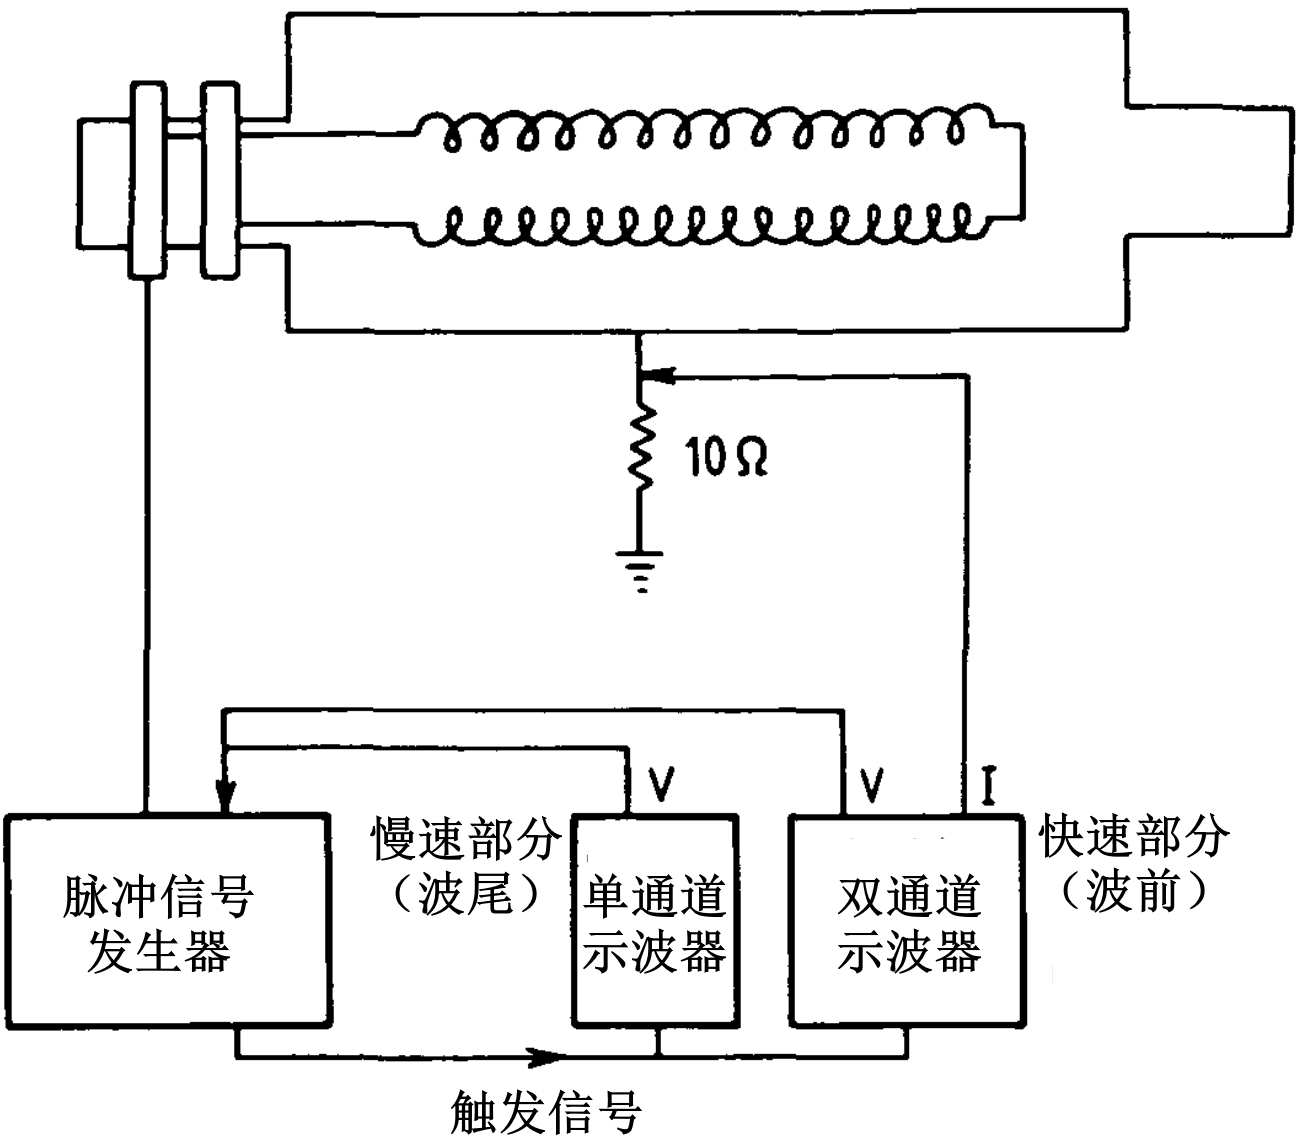 10 Ω
V
V
I
慢速部分
（波尾）
快速部分
（波前）
脉冲信号
发生器
单通道
示波器
双通道
示波器
触发信号